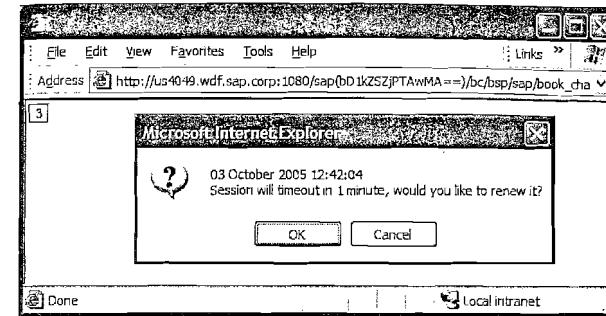 File Edit View Favorites Tools Help Links »
Address http://us4049.wdf.sap.corp:1080/sap(bD1kZSZjPTAwMA==)/bc/bsp/sap/book_cha
3
Microsoft Internet Explorer
03 October 2005 12:42:04
Session will timeout in 1 minute, would you like to renew it?
OK Cancel
Done Local intranet